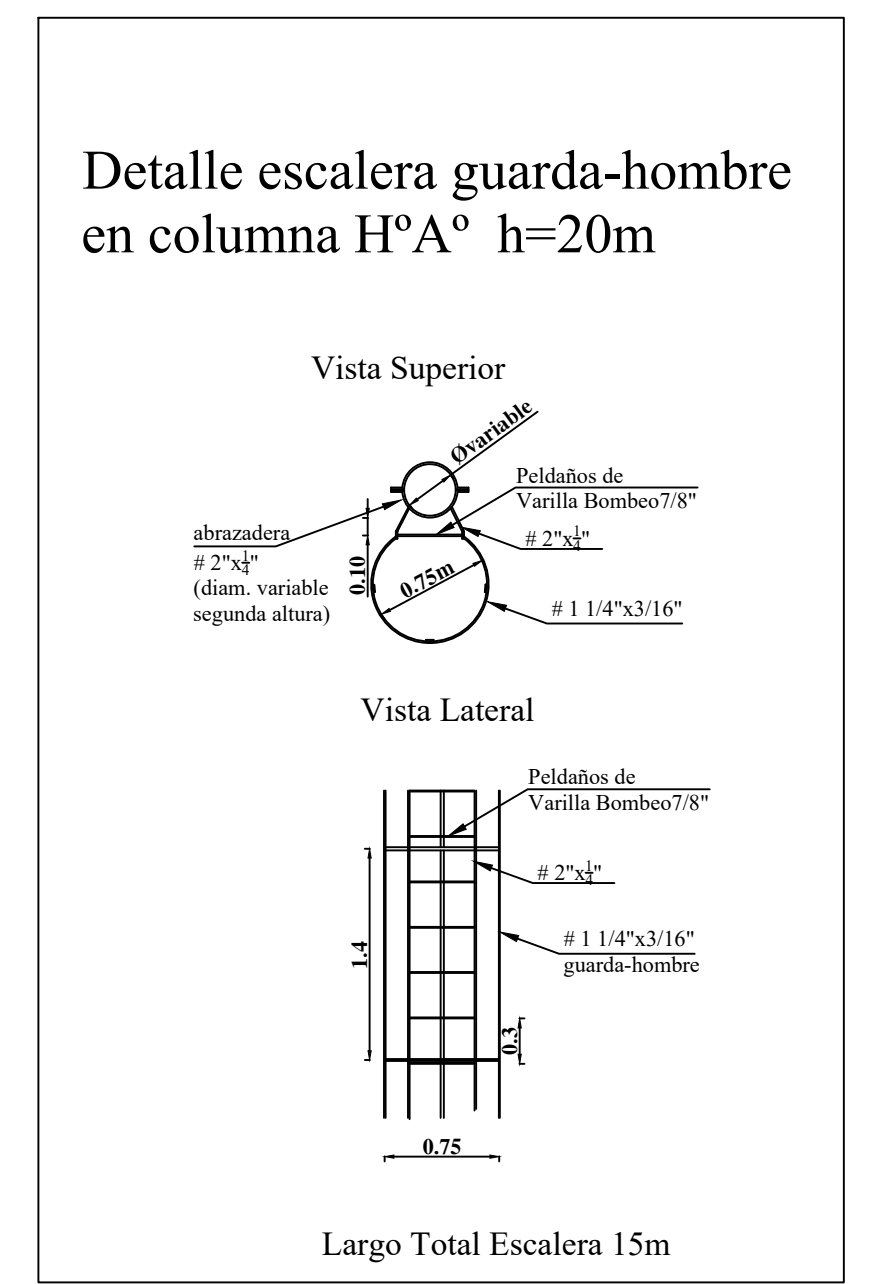 Detalle escalera guarda-hombre
en columna HºAº h=20m
Vista Superior
Øvariable
Peldaños de
Varilla Bombeo7/8"
abrazadera
# 2"x¼"
(diam. variable
segunda altura)
0.10
0.75m
# 2"x¼"
# 1 1/4"x3/16"
Vista Lateral
Peldaños de
Varilla Bombeo7/8"
# 2"x¼"
# 1 1/4"x3/16"
guarda-hombre
1.4
0.3
0.75
Largo Total Escalera 15m